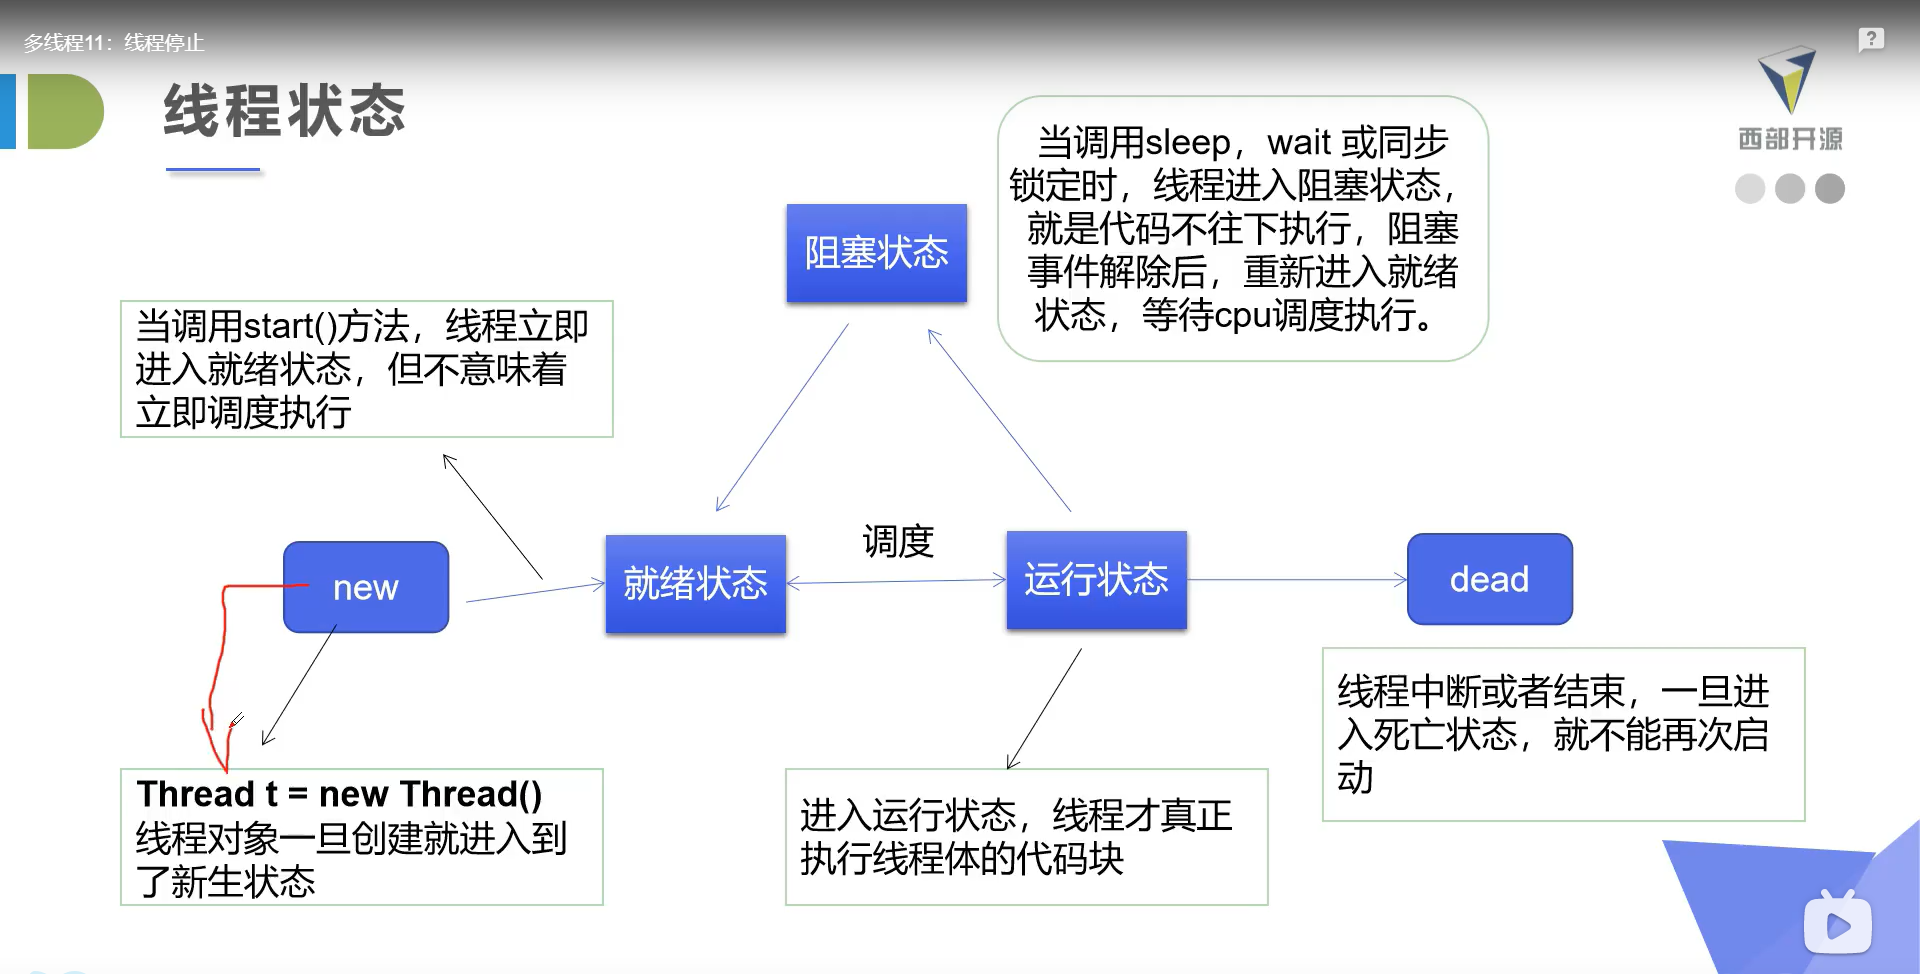 多线程11：线程停止
线程状态
西部开源
当调用sleep，wait 或同步
锁定时，线程进入阻塞状态，
就是代码不往下执行，阻塞
事件解除后，重新进入就绪
状态，等待cpu调度执行。
阻塞状态
当调用start()方法，线程立即
进入就绪状态，但不意味着
立即调度执行
调度
new
就绪状态
运行状态
dead
线程中断或者结束，一旦进
入死亡状态，就不能再次启
动
Thread t = new Thread()
线程对象一旦创建就进入到
了新生状态
进入运行状态，线程才真正
执行线程体的代码块